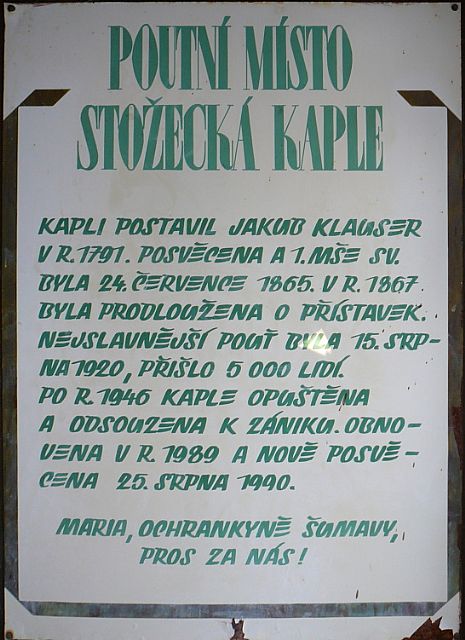 POUTNÍ MÍSTO
STOŽECKÁ KAPLE
KAPLI POSTAVIL JAKUB KLAUSER
V R. 1791. POSVĚCENA A 1. MŠE SV.
BYLA 24. ČERVENCE 1865. V R. 1867
BYLA PRODLOUŽENA O PŘÍSTAVEK.
NEJSLAVNĚJŠÍ POUŤ BYLA 15. SRP-
NA 1920, PŘIŠLO 5 000 LIDÍ.
PO R. 1946 KAPLE OPUŠTĚNA
A ODSOUZENA K ZÁNIKU. OBNO-
VENA V R. 1989 A NOVĚ POSVĚ-
CENA 25. SRPNA 1990.
MARIA, OCHRANKYNĚ ŠUMAVY,
PROS ZA NÁS!